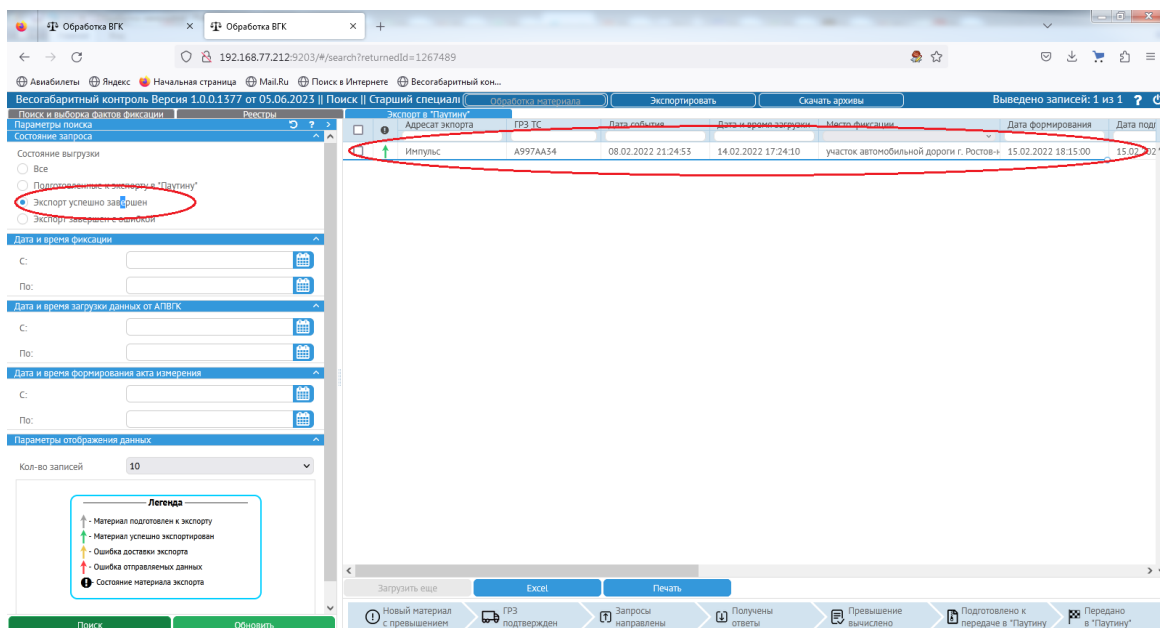 Обработка ВГК
Обработка ВГК
192.168.77.212:9203/#/search?returnedId=1267489
Авиабилеты Яндекс Начальная страница Mail.Ru Поиск в Интернете Весогабаритный кон...
Весогабаритный контроль Версия 1.0.0.1377 от 05.06.2023 || Поиск || Старший специали
Обработка материала
Экспортировать
Скачать архивы
Выведено записей: 1 из 1 ?
Поиск и выборка фактов фиксации
Реестры
Экспорт в "Паутину"
Параметры поиска ?
Состояние запроса
Состояние выгрузки
Все
Подготовленные к экспорту в "Паутину"
Экспорт успешно завершен
Экспорт завершен с ошибкой
Дата и время фиксации
С:
По:
Дата и время загрузки данных от АПВГК
С:
По:
Дата и время формирования акта измерения
С:
По:
Параметры отображения данных
Кол-во записей 10
Легенда
- Материал подготовлен к экспорту
- Материал успешно экспортирован
- Ошибка доставки экспорта
- Ошибка отправляемых данных
- Состояние материала экспорта
Поиск
Обновить
Адресат экпорта ГРЗ ТС Дата события Дата и время загрузки Место фиксации Дата формирования Дата подг
Импульс А997АА34 08.02.2022 21:24:53 14.02.2022 17:24:10 участок автомобильной дороги г. Ростов-н 15.02.2022 18:15:00 15.02.202
Загрузить еще
Excel
Печать
Новый материал
с превышением
ГРЗ
подтвержден
Запросы
направлены
Получены
ответы
Превышение
вычислено
Подготовлено к
передаче в "Паутину"
Передано
в "Паутину"